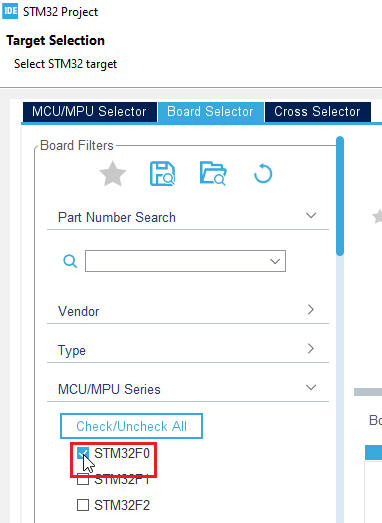 IDE STM32 Project
Target Selection
Select STM32 target
MCU/MPU Selector Board Selector Cross Selector
Board Filters
Part Number Search
Vendor
Type
MCU/MPU Series
Check/Uncheck All
STM32F0
STM32F1
STM32F2